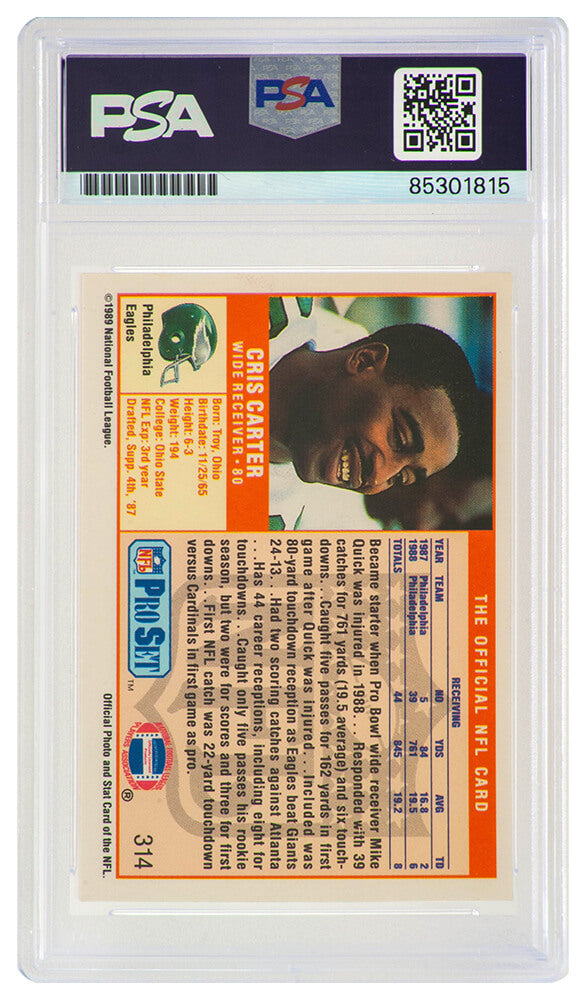 PSA
PSA
85301815
THE OFFICIAL NFL CARD
RECEIVING
YEAR TEAM NO YDS AVG TD
1987 Philadelphia 5 84 16.8 2
1988 Philadelphia 39 761 19.5 6
TOTALS 44 845 19.2 8
Became starter when Pro Bowl wide receiver Mike
Quick was injured in 1988...Responded with 39
catches for 761 yards (19.5 average) and six touch-
downs...Caught five passes for 162 yards in first
game after Quick was injured...Included was
80-yard touchdown reception as Eagles beat Giants
24-13...Had two scoring catches against Atlanta
...Has 44 career receptions, including eight for
touchdowns...Caught only five passes his rookie
season, but two were for scores and three for first
downs...First NFL catch was 22-yard touchdown
versus Cardinals in first game as pro.
CRIS CARTER
WIDE RECEIVER - 80
Philadelphia
Eagles
Born: Troy, Ohio
Birthdate: 11/25/65
Height: 6-3
Weight: 194
College: Ohio State
NFL Exp: 3rd year
Drafted, Supp. 4th, '87
NFL PRO SET ™
FOOTBALL LEAGUE
PLAYERS ASSOCIATION
®
314
©1989 National Football League.
Official Photo and Stat Card of the NFL.